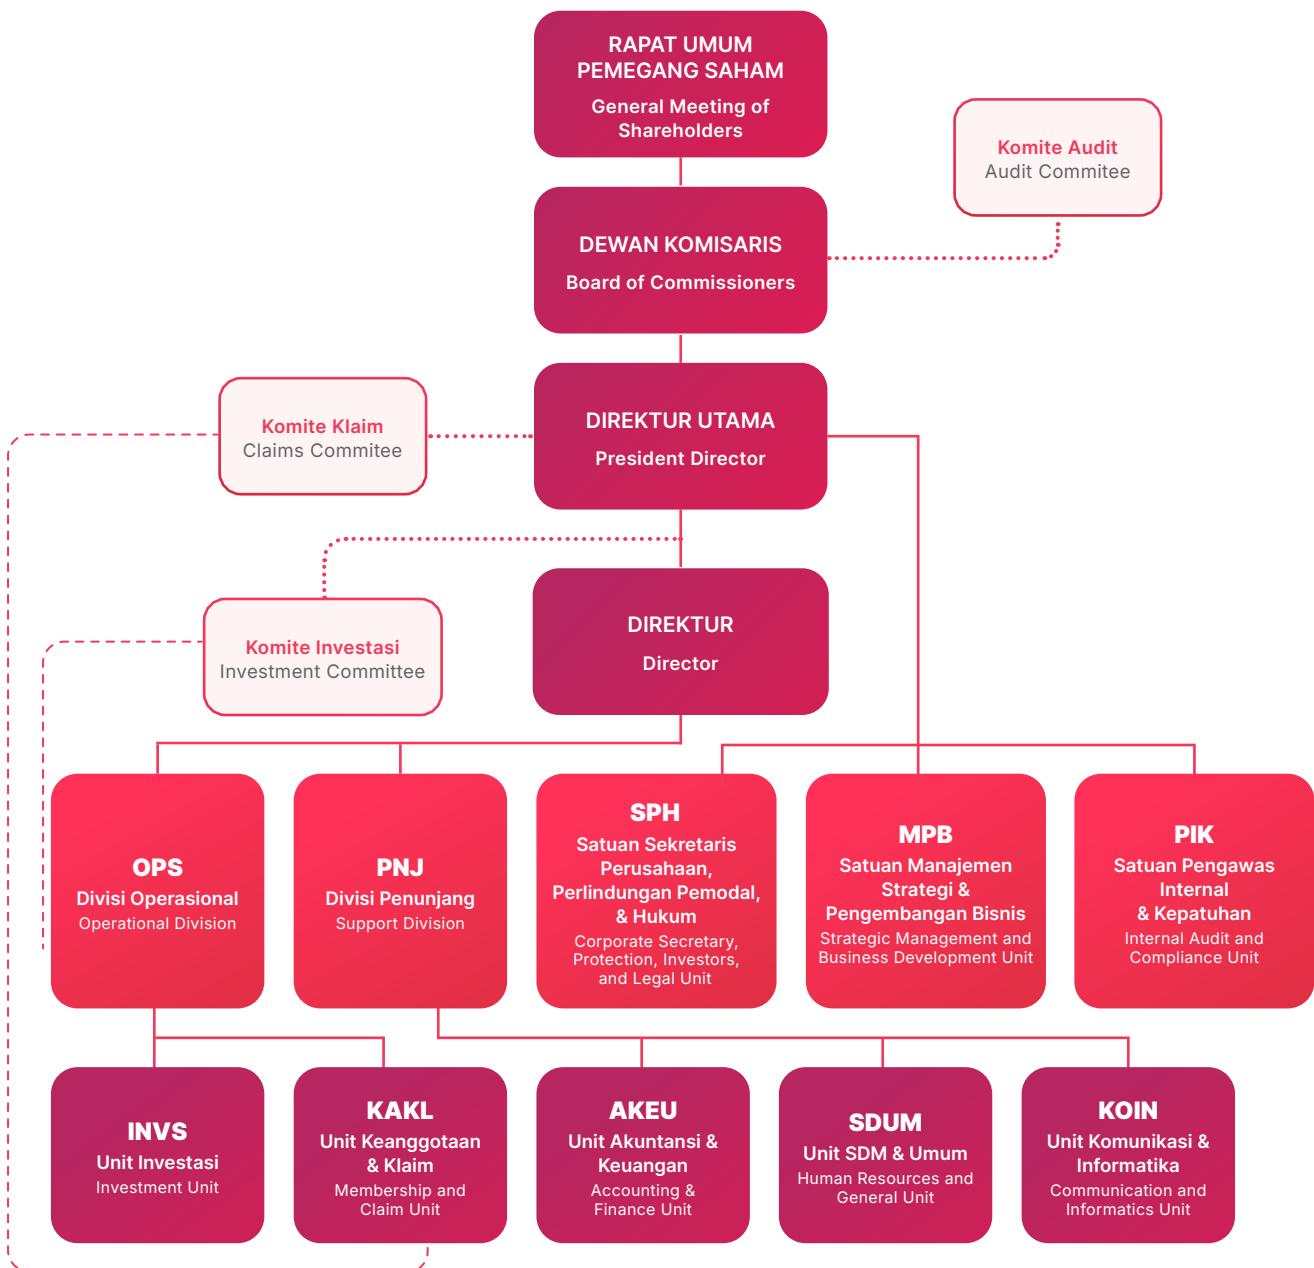 RAPAT UMUM
PEMEGANG SAHAM
General Meeting of
Shareholders
Komite Audit
Audit Commitee
DEWAN KOMISARIS
Board of Commissioners
Komite Klaim
Claims Commitee
DIREKTUR UTAMA
President Director
Komite Investasi
Investment Committee
DIREKTUR
Director
OPS
Divisi Operasional
Operational Division
PNJ
Divisi Penunjang
Support Division
SPH
Satuan Sekretaris
Perusahaan,
Perlindungan Pemodal,
& Hukum
Corporate Secretary,
Protection, Investors,
and Legal Unit
MPB
Satuan Manajemen
Strategi &
Pengembangan Bisnis
Strategic Management and
Business Development Unit
PIK
Satuan Pengawas
Internal
& Kepatuhan
Internal Audit and
Compliance Unit
INVS
Unit Investasi
Investment Unit
KAKL
Unit Keanggotaan
& Klaim
Membership and
Claim Unit
AKEU
Unit Akuntansi &
Keuangan
Accounting &
Finance Unit
SDUM
Unit SDM & Umum
Human Resources and
General Unit
KOIN
Unit Komunikasi &
Informatika
Communication and
Informatics Unit